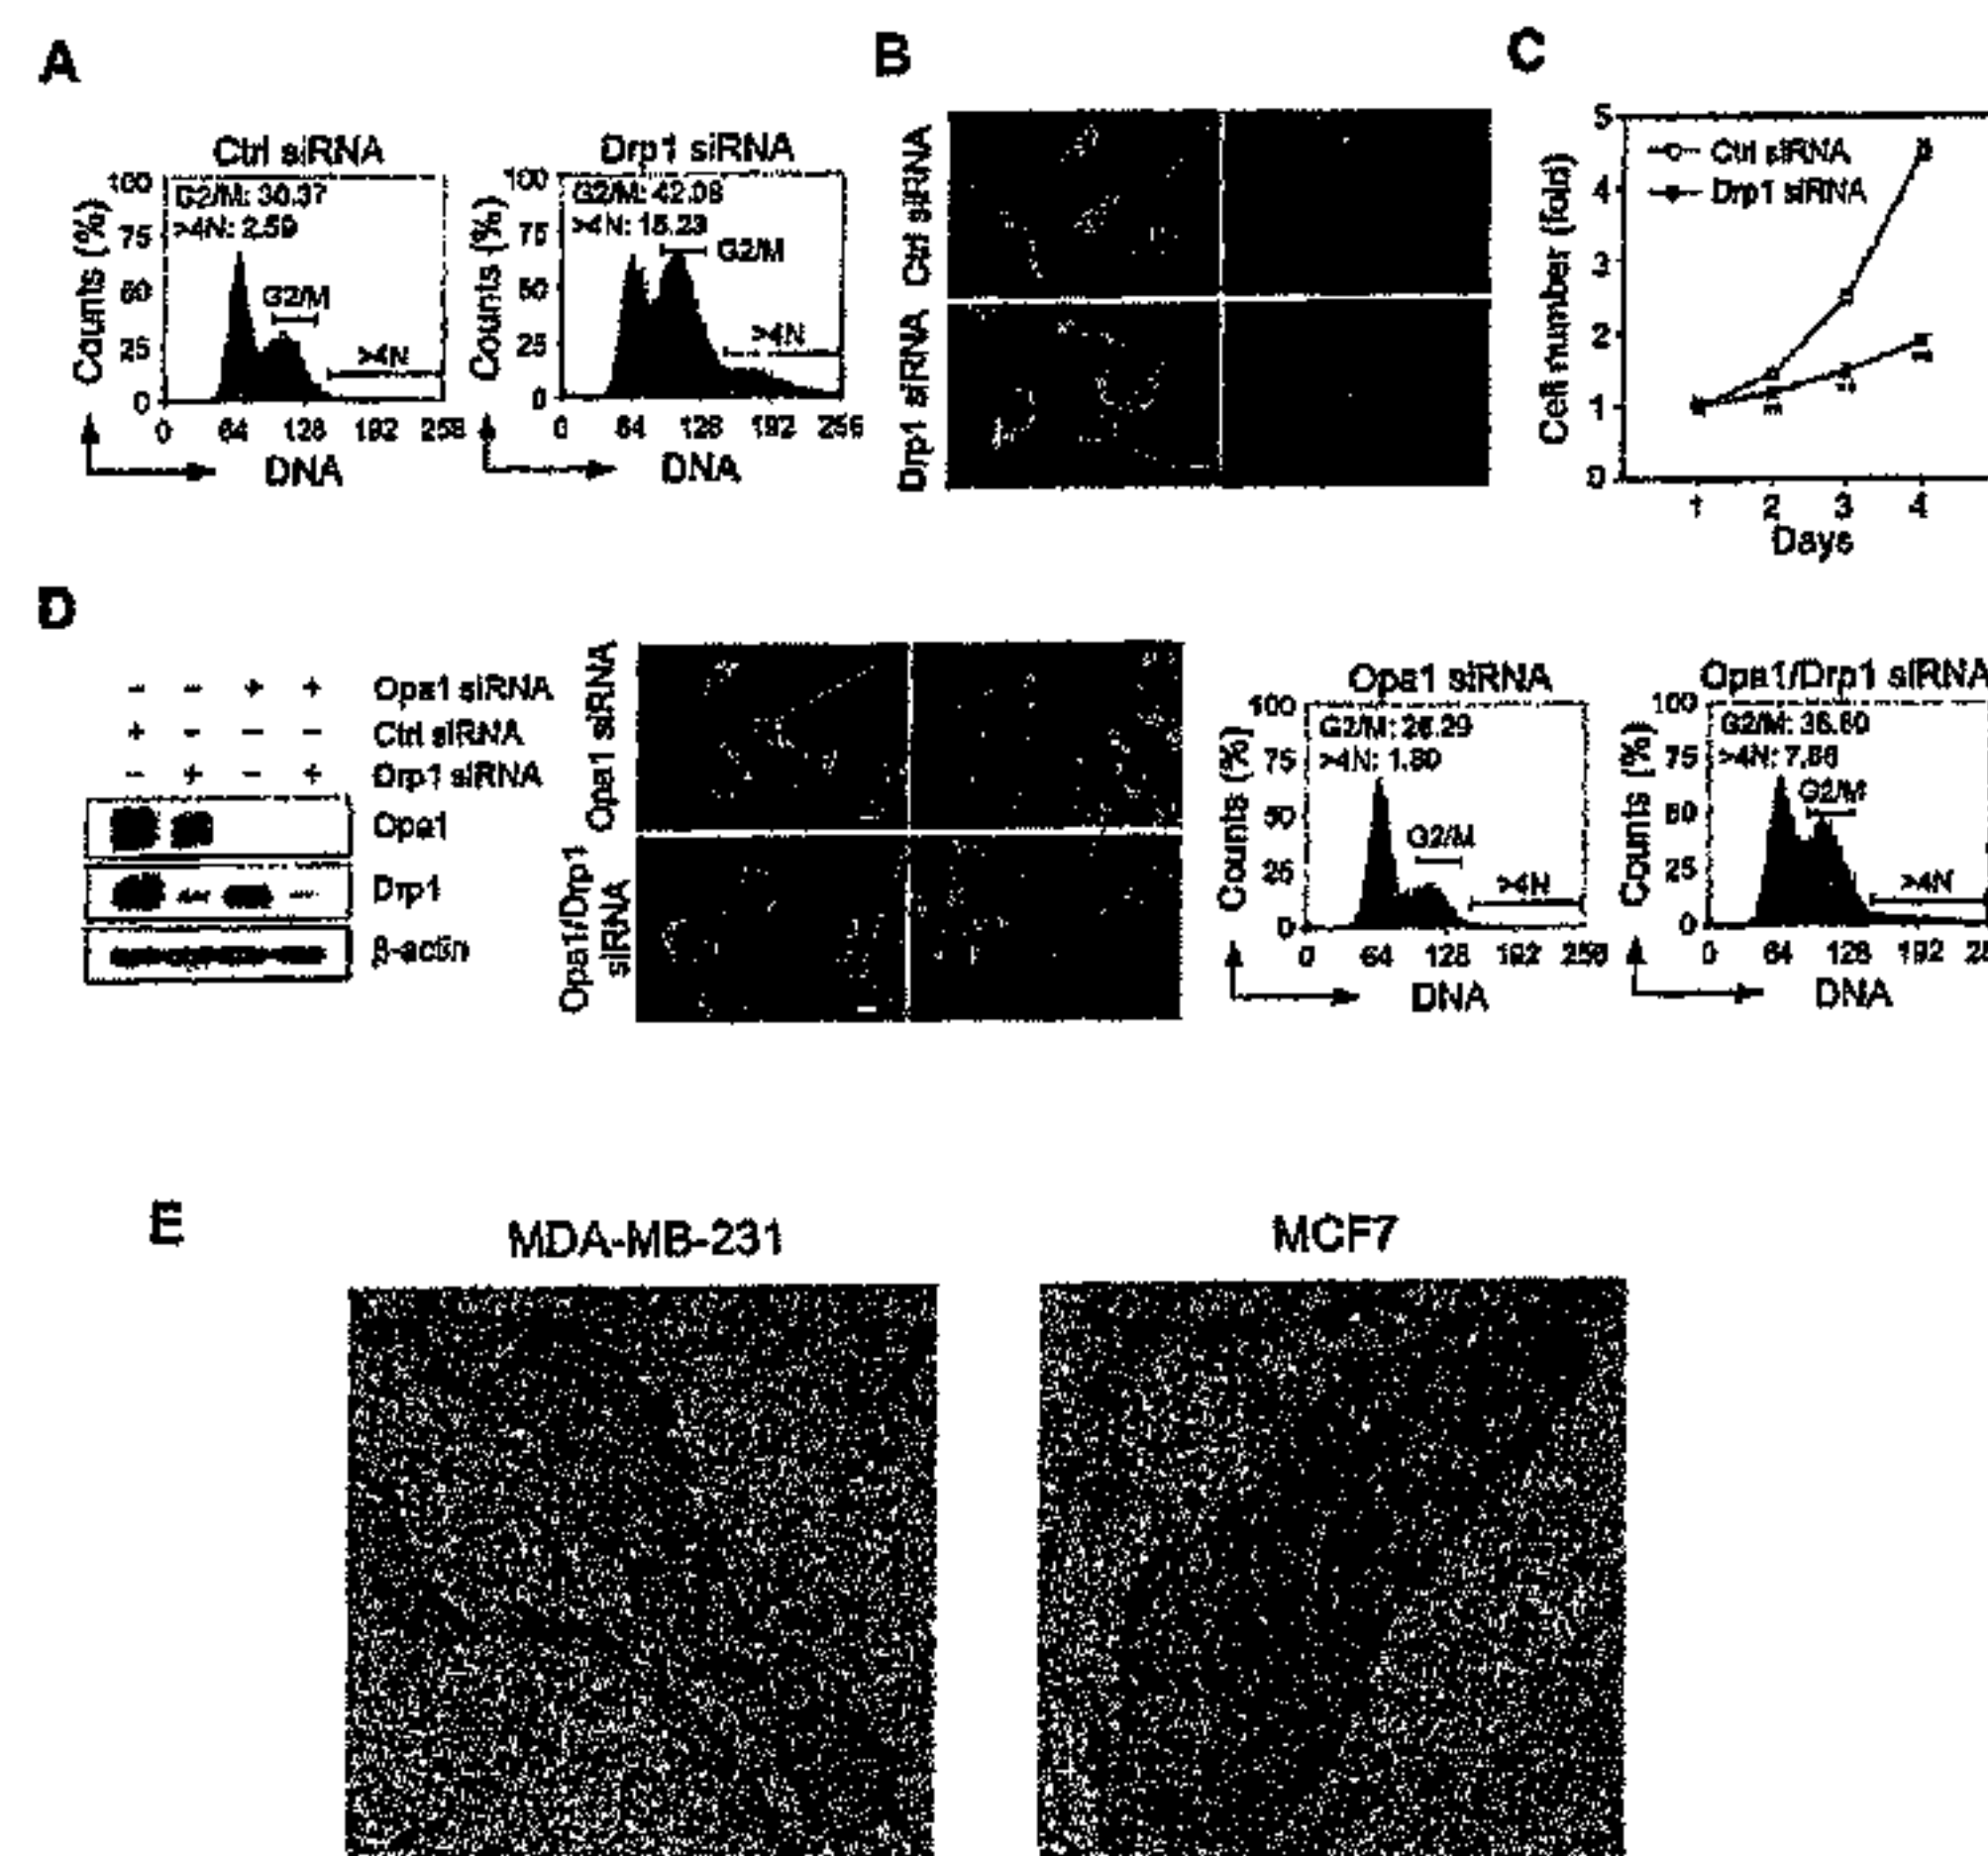 A
B
C
Ctrl siRNA
Drp1 siRNA
G2/M: 30.37
>4N: 2.59
G2/M
>4N
Counts (%)
100
75
50
25
0
0 64 128 192 256
DNA
G2/M: 42.08
>4N: 15.23
G2/M
>4N
Counts (%)
100
75
50
25
0
0 64 128 192 256
DNA
Ctrl siRNA
Drp1 siRNA
Ctrl siRNA
Drp1 siRNA
Cell number (fold)
5
4
3
2
1
0
1 2 3 4
Days
D
- - + + Opa1 siRNA
+ - - - Ctrl siRNA
- + - + Drp1 siRNA
Opa1
Drp1
β-actin
Opa1 siRNA
Opa1/Drp1
siRNA
Opa1 siRNA
G2/M: 26.29
>4N: 1.80
G2/M
>4N
Counts (%)
100
75
50
25
0
0 64 128 192 256
DNA
Opa1/Drp1 siRNA
>4N: 7.66
G2/M
>4N
Counts (%)
100
75
50
25
0
0 64 128 192
DNA
E
MDA-MB-231
MCF7